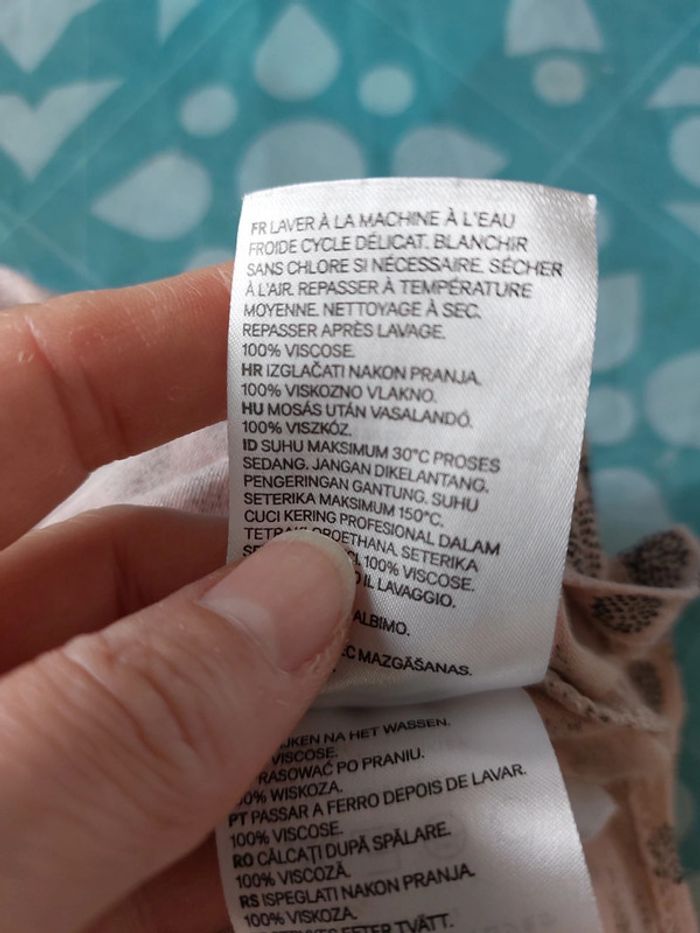 FR LAVER À LA MACHINE À L'EAU
FROIDE CYCLE DÉLICAT. BLANCHIR
SANS CHLORE SI NÉCESSAIRE. SÉCHER
À L'AIR. REPASSER À TEMPÉRATURE
MOYENNE. NETTOYAGE À SEC.
REPASSER APRÈS LAVAGE.
100% VISCOSE.
HR IZGLAČATI NAKON PRANJA.
100% VISKOZNO VLAKNO.
HU MOSÁS UTÁN VASALANDÓ.
100% VISZKÓZ.
ID SUHU MAKSIMUM 30°C PROSES
SEDANG. JANGAN DIKELANTANG.
PENGERINGAN GANTUNG. SUHU
SETERIKA MAKSIMUM 150°C.
CUCI KERING PROFESIONAL DALAM
SETERIKA
100% VISCOSE.
IL LAVAGGIO.
MAZGĀŠANAS.
NA HET WASSEN.
VISCOSE.
PO PRANIU.
WISKOZA.
PT PASSAR A FERRO DEPOIS DE LAVAR.
100% VISCOSE.
RO CĂLCAȚI DUPĂ SPĂLARE.
100% VISCOZĂ.
RS ISPEGLATI NAKON PRANJA.
100% VISKOZA.
EFTER TVÄTT.